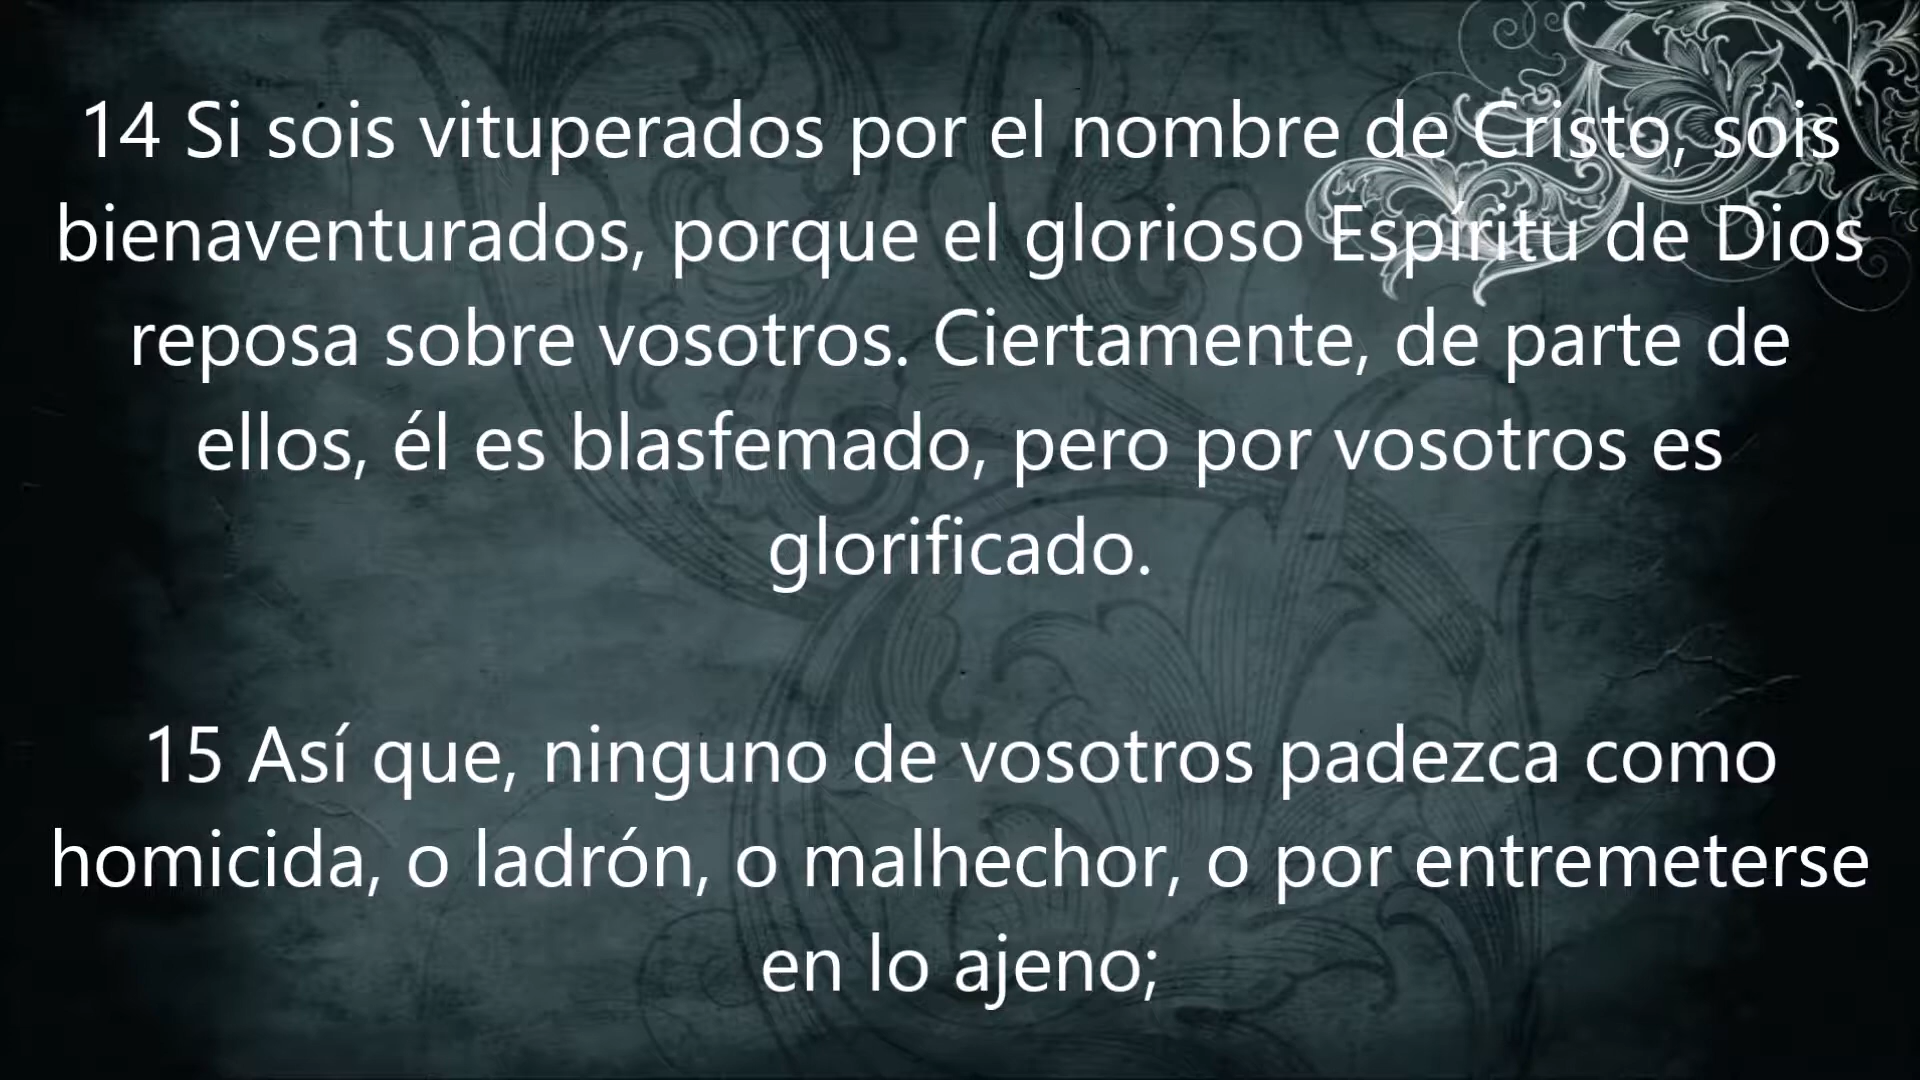 14 Si sois vituperados por el nombre de Cristo, sois
bienaventurados, porque el glorioso Espíritu de Dios
reposa sobre vosotros. Ciertamente, de parte de
ellos, él es blasfemado, pero por vosotros es
glorificado.
15 Así que, ninguno de vosotros padezca como
homicida, o ladrón, o malhechor, o por entremeterse
en lo ajeno;